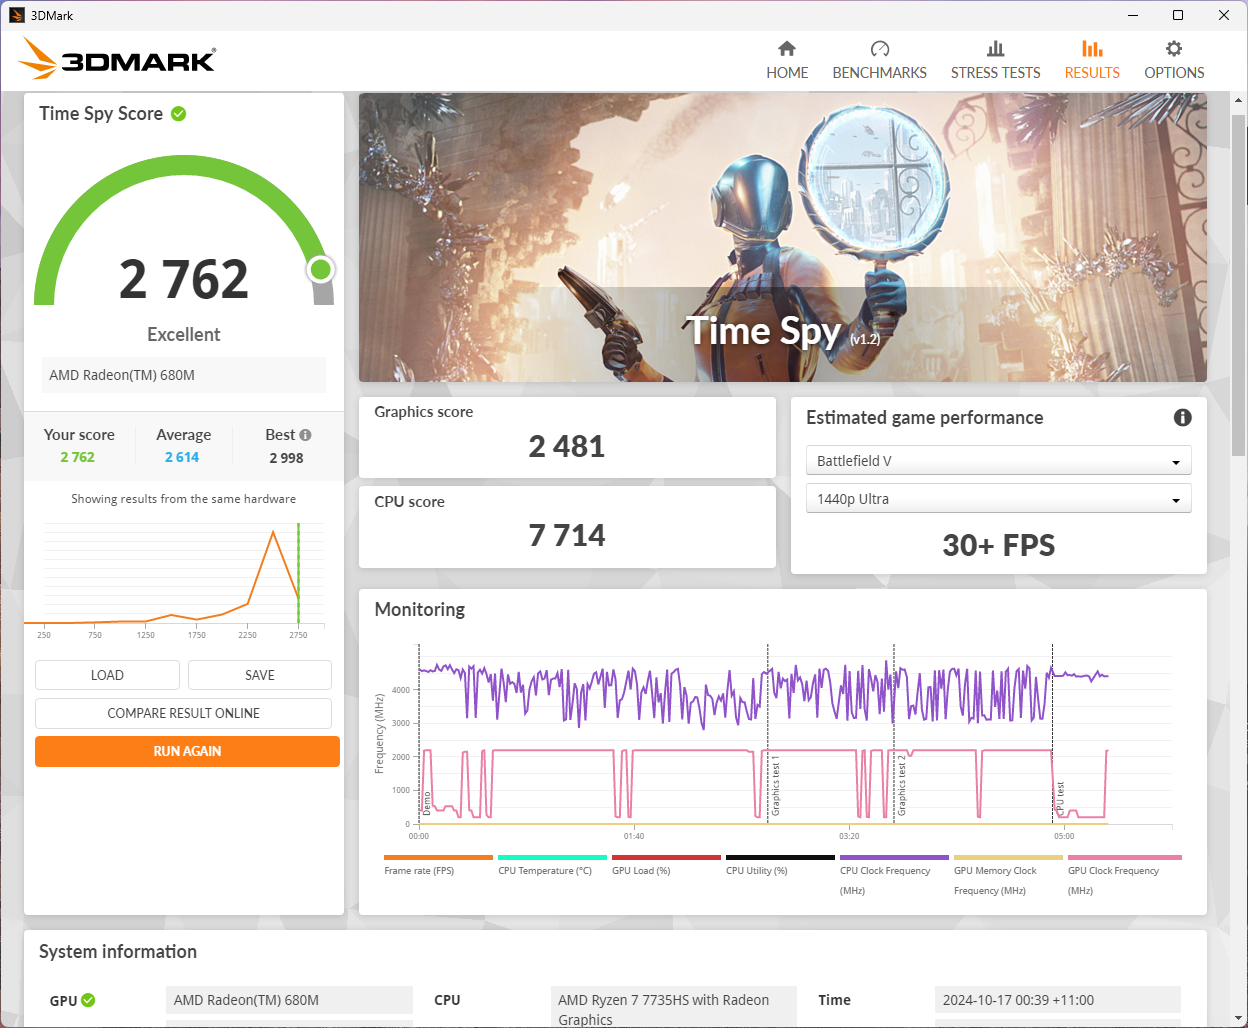 3DMark
3DMARK®
HOME
BENCHMARKS
STRESS TESTS
RESULTS
OPTIONS
Time Spy Score
2 762
Excellent
AMD Radeon(TM) 680M
Your score
2 762
Average
2 614
Best
2 998
Showing results from the same hardware
250
750
1250
1750
2250
2750
LOAD
SAVE
COMPARE RESULT ONLINE
RUN AGAIN
Time Spy (v1.2)
Graphics score
2 481
CPU score
7 714
Estimated game performance
Battlefield V
1440p Ultra
30+ FPS
Monitoring
Frequency (MHz)
4000
3000
2000
1000
0
Demo
Graphics test 1
Graphics test 2
CPU test
00:00
01:40
03:20
05:00
Frame rate (FPS)
CPU Temperature (°C)
GPU Load (%)
CPU Utility (%)
CPU Clock Frequency
(MHz)
GPU Memory Clock
Frequency (MHz)
GPU Clock Frequency
(MHz)
System information
GPU
AMD Radeon(TM) 680M
CPU
AMD Ryzen 7 7735HS with Radeon
Graphics
Time
2024-10-17 00:39 +11:00